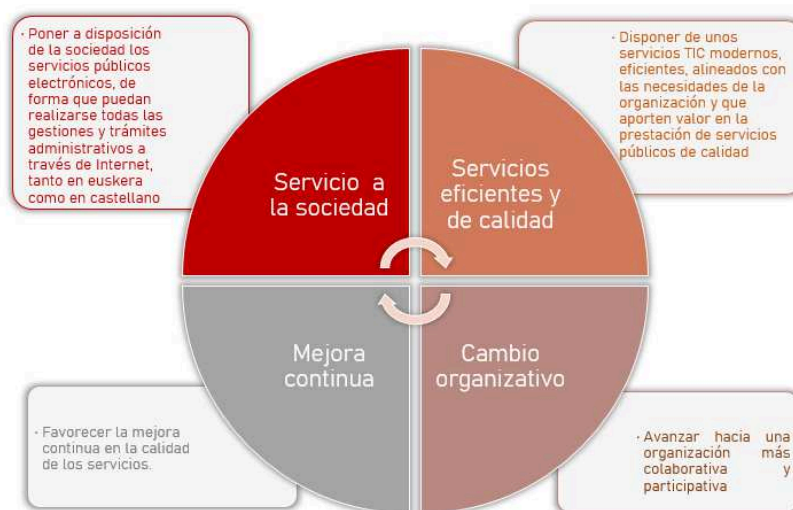 · Poner a disposición
de la sociedad los
servicios públicos
electrónicos, de
forma que puedan
realizarse todas las
gestiones y trámites
administrativos a
través de Internet,
tanto en euskera
como en castellano
· Disponer de unos
servicios TIC modernos,
eficientes, alineados con
las necesidades de la
organización y que
aporten valor en la
prestación de servicios
públicos de calidad
Servicio a
la sociedad
Servicios
eficientes y
de calidad
Mejora
continua
Cambio
organizativo
· Favorecer la mejora
continua en la calidad
de los servicios.
· Avanzar hacia una
organización más
colaborativa y
participativa